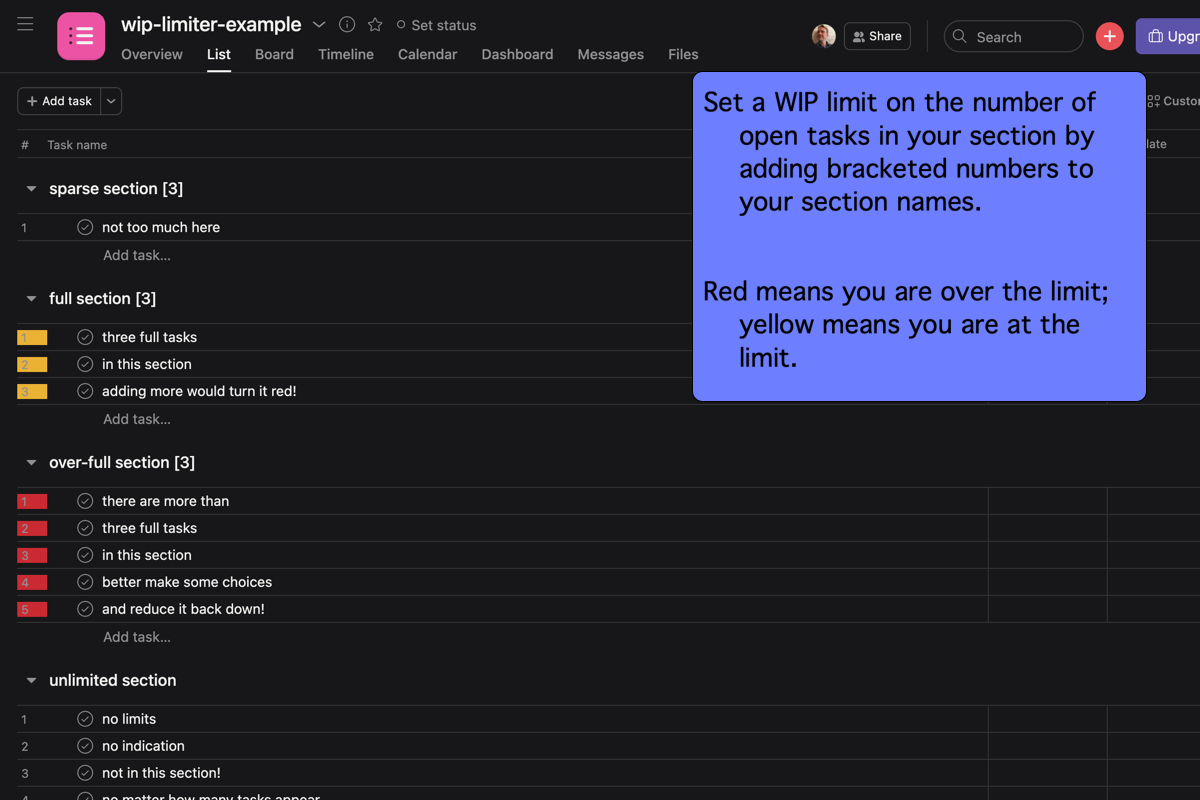 wip-limiter-example
Set status
Overview
List
Board
Timeline
Calendar
Dashboard
Messages
Files
Share
Search
Add task
# Task name
sparse section [3]
1 not too much here
Add task...
full section [3]
1 three full tasks
2 in this section
3 adding more would turn it red!
Add task...
over-full section [3]
1 there are more than
2 three full tasks
3 in this section
4 better make some choices
5 and reduce it back down!
Add task...
unlimited section
1 no limits
2 no indication
3 not in this section!
no matter how many tasks appear
Set a WIP limit on the number of
open tasks in your section by
adding bracketed numbers to
your section names.
Red means you are over the limit;
yellow means you are at the
limit.